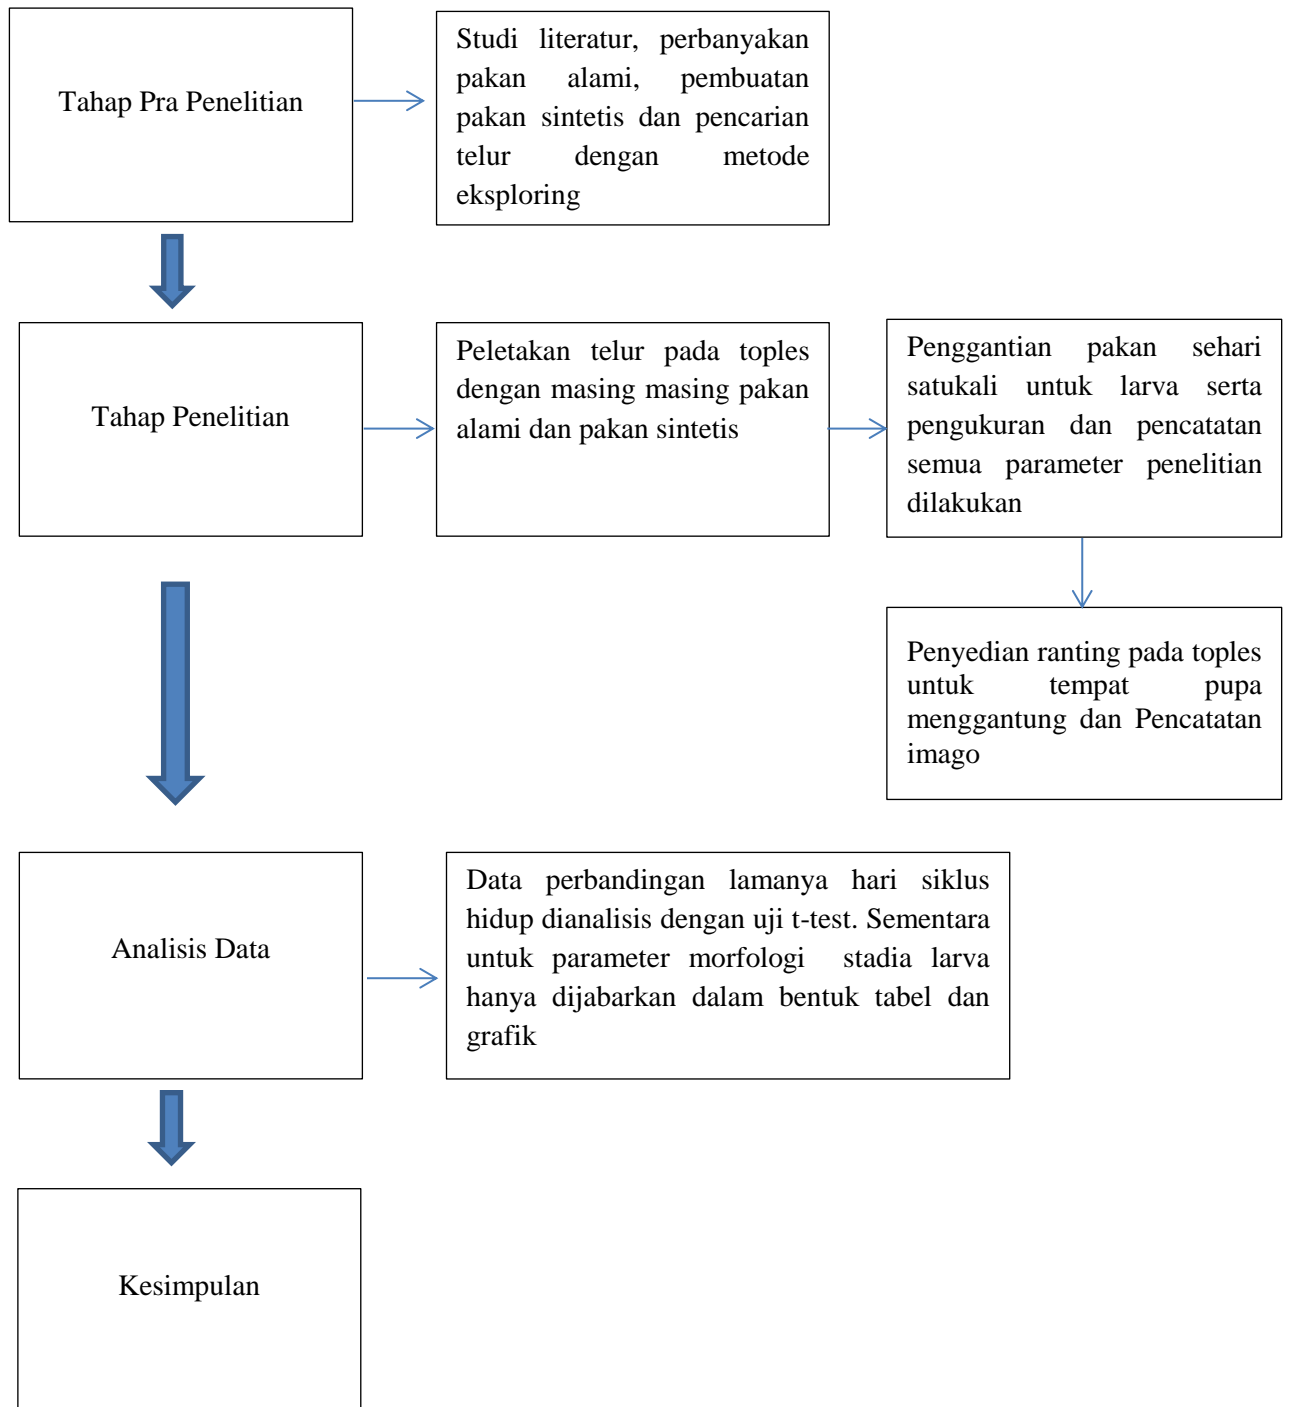 Tahap Pra Penelitian
Studi literatur, perbanyakan
pakan alami, pembuatan
pakan sintetis dan pencarian
telur dengan metode
eksploring
Tahap Penelitian
Peletakan telur pada toples
dengan masing masing pakan
alami dan pakan sintetis
Penggantian pakan sehari
satukali untuk larva serta
pengukuran dan pencatatan
semua parameter penelitian
dilakukan
Penyedian ranting pada toples
untuk tempat pupa
menggantung dan Pencatatan
imago
Analisis Data
Data perbandingan lamanya hari siklus
hidup dianalisis dengan uji t-test. Sementara
untuk parameter morfologi stadia larva
hanya dijabarkan dalam bentuk tabel dan
grafik
Kesimpulan